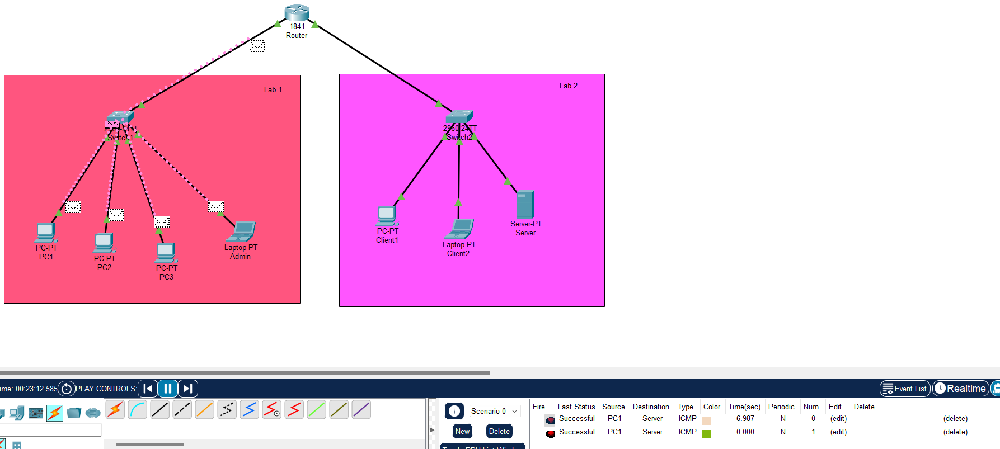 1841
Router
Lab 1
Lab 2
Switch1
2960-24TT
Switch2
PC-PT
PC1
PC-PT
PC2
PC-PT
PC3
Laptop-PT
Admin
PC-PT
Client1
Laptop-PT
Client2
Server-PT
Server
ime: 00:23:12.585 PLAY CONTROLS:
Event List
Realtime
Scenario 0
New
Delete
Fire Last Status Source Destination Type Color Time(sec) Periodic Num Edit Delete
Successful PC1 Server ICMP 6.987 N 0 (edit) (delete)
Successful PC1 Server ICMP 0.000 N 1 (edit) (delete)